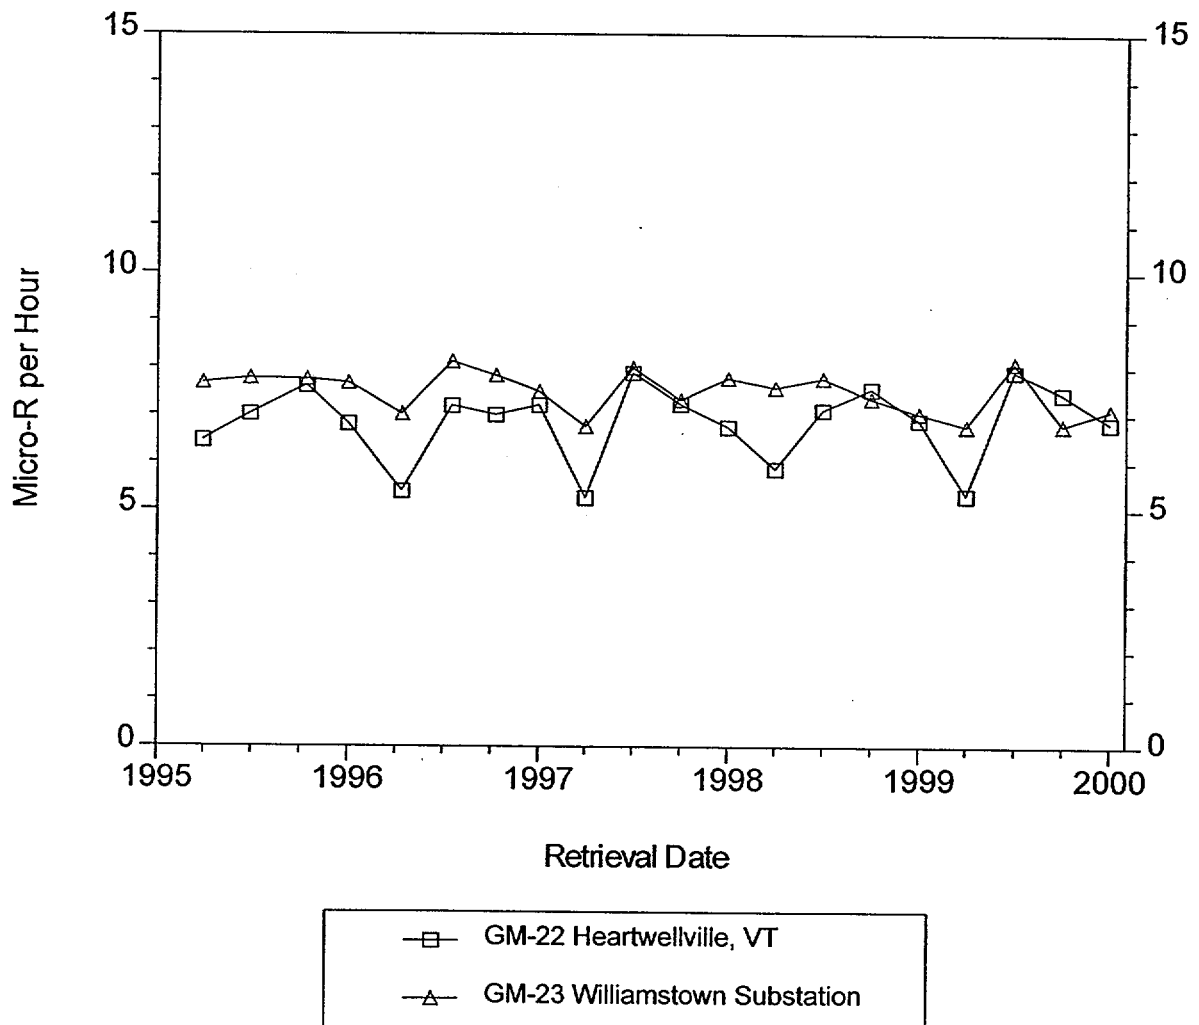 15
15
10
10
Micro-R per Hour
5
5
0
0
1995 1996 1997 1998 1999 2000
Retrieval Date
GM-22 Heartwellville, VT
GM-23 Williamstown Substation